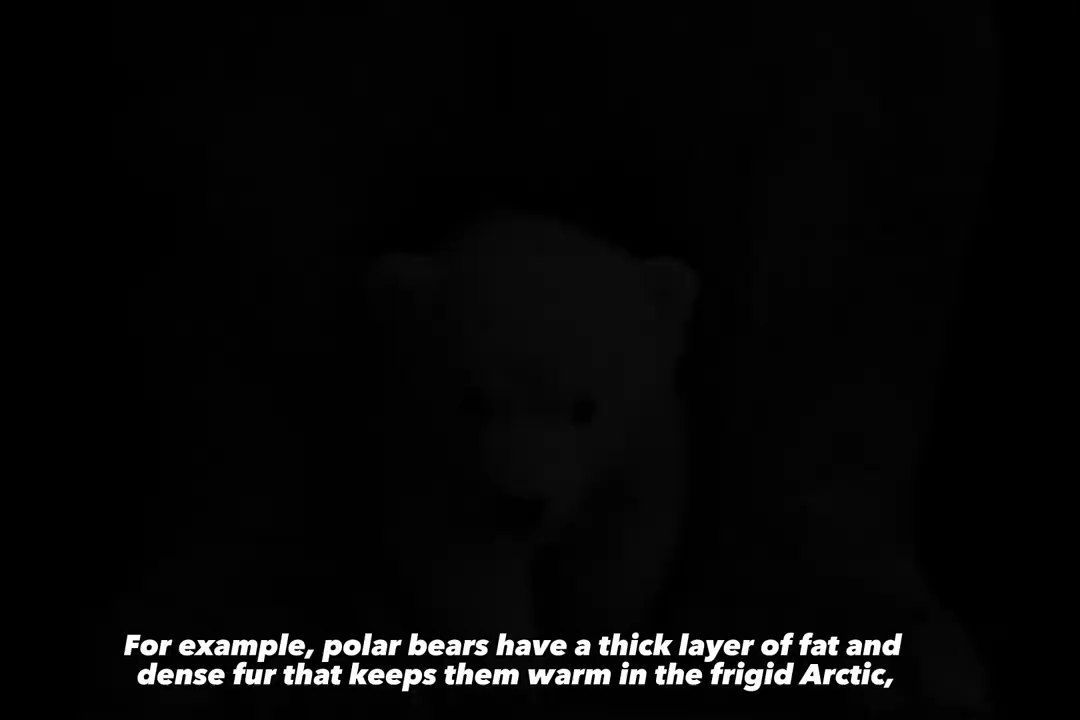 For example, polar bears have a thick layer of fat and
dense fur that keeps them warm in the frigid Arctic,